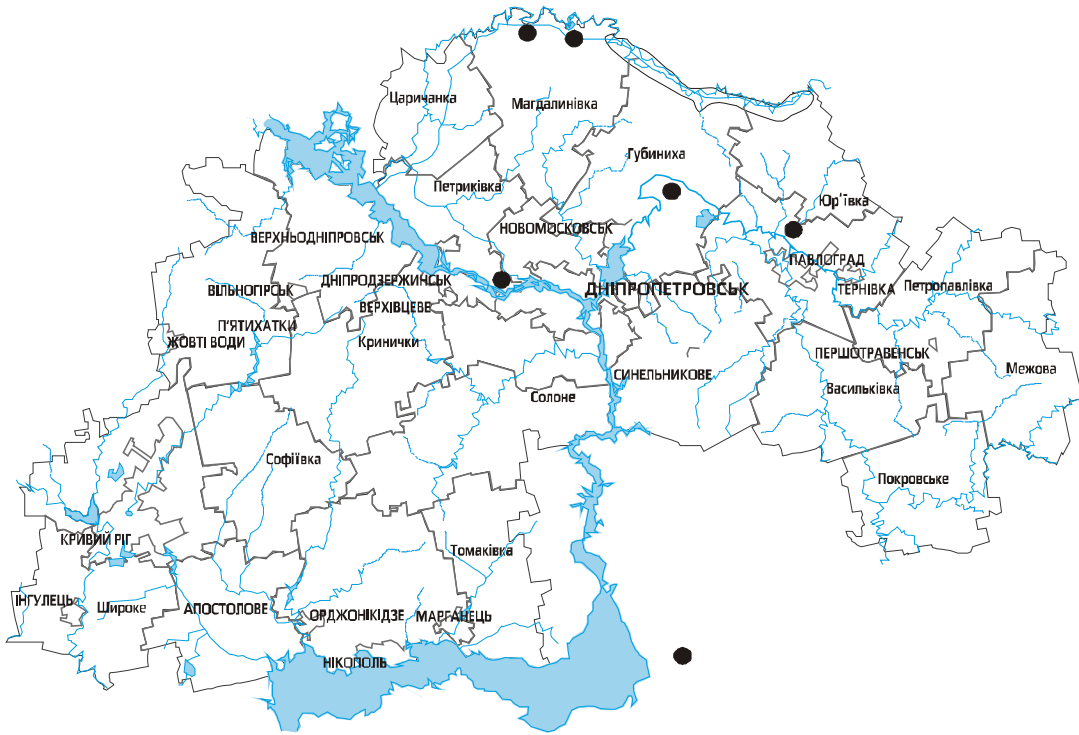 Царичанка
Магдалинівка
Губиниха
Петриківка
Юр'ївка
НОВОМОСКОВСЬК
ВЕРХНЬОДНІПРОВСЬК
ПАВЛОГРАД
ДНІПРОДЗЕРЖИНСЬК
ДНІПРОПЕТРОВСЬК
ТЕРНІВКА
Петропавлівка
ВІЛЬНОГІРСЬК
ВЕРХІВЦЕВЕ
П'ЯТИХАТКИ
ЖОВТІ ВОДИ
Кринички
ПЕРШОТРАВЕНСЬК
Межова
СИНЕЛЬНИКОВЕ
Васильківка
Солоне
Софіївка
Покровське
КРИВИЙ РІГ
Томаківка
ІНГУЛЕЦЬ
Широке
АПОСТОЛОВЕ
ОРДЖОНІКІДЗЕ
МАРГАНЕЦЬ
НІКОПОЛЬ